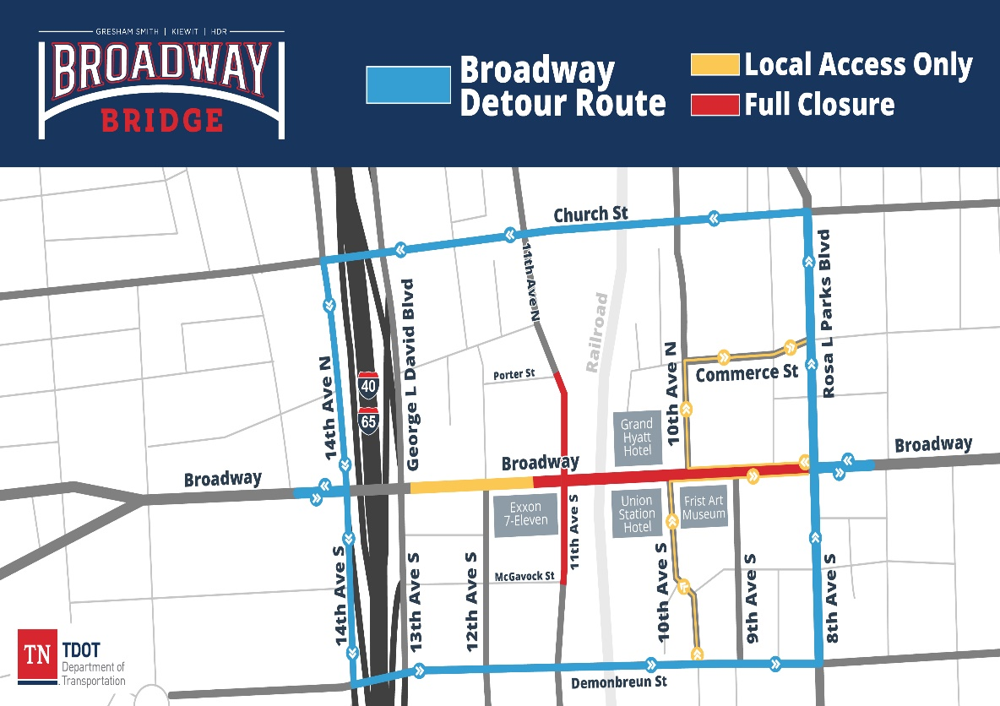 GRESHAM SMITH | KIEWIT | HDR
BROADWAY
BRIDGE
Broadway
Detour Route
Local Access Only
Full Closure
Church St
11th Ave N
Railroad
George L David Blvd
Rosa L Parks Blvd
14th Ave N
40
65
Porter St
10th Ave N
Commerce St
Grand
Hyatt
Hotel
Broadway
Broadway
Broadway
Exxon
7-Eleven
Union
Station
Hotel
Frist Art
Museum
11th Ave S
McGavock St
14th Ave S
13th Ave S
12th Ave S
10th Ave S
9th Ave S
8th Ave S
Demonbreun St
TN
TDOT
Department of
Transportation